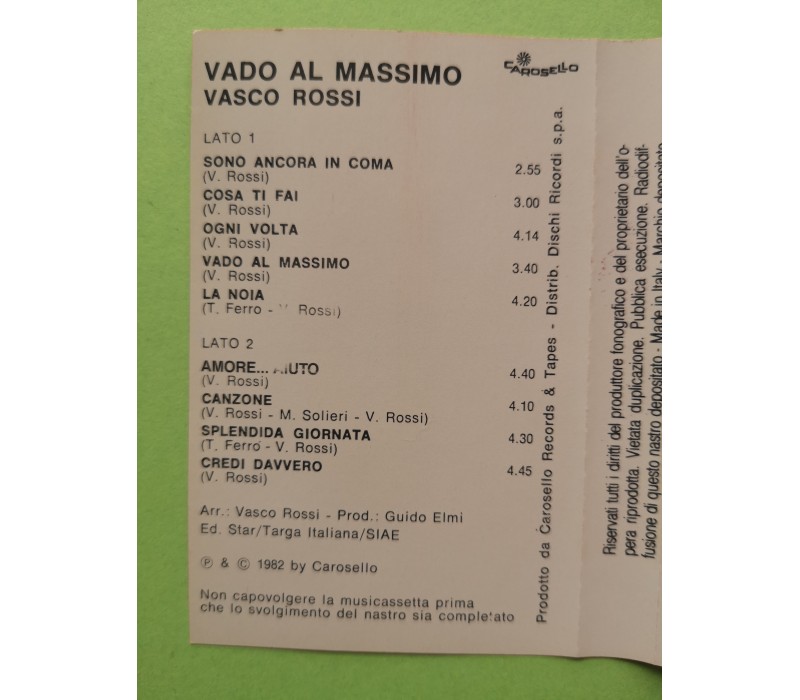 VADO AL MASSIMO
VASCO ROSSI
CAROSELLO
LATO 1
SONO ANCORA IN COMA 2.55
(V. Rossi)
COSA TI FAI 3.00
(V. Rossi)
OGNI VOLTA 4.14
(V. Rossi)
VADO AL MASSIMO 3.40
(V. Rossi)
LA NOIA 4.20
(T. Ferro - V. Rossi)
LATO 2
AMORE... AIUTO 4.40
(V. Rossi)
CANZONE 4.10
(V. Rossi - M. Solieri - V. Rossi)
SPLENDIDA GIORNATA 4.30
(T. Ferro - V. Rossi)
CREDI DAVVERO 4.45
(V. Rossi)
Arr.: Vasco Rossi - Prod.: Guido Elmi
Ed. Star/Targa Italiana/SIAE
Ⓟ & © 1982 by Carosello
Non capovolgere la musicassetta prima
che lo svolgimento del nastro sia completato
Prodotto da Carosello Records & Tapes - Distrib. Dischi Ricordi s.p.a.
Riservati tutti i diritti del produttore fonografico e del proprietario dell'o-
pera riprodotta. Vietata duplicazione. Pubblica esecuzione. Radiodif-
fusione di questo nastro depositato · Made in Italy · Marchio depositato